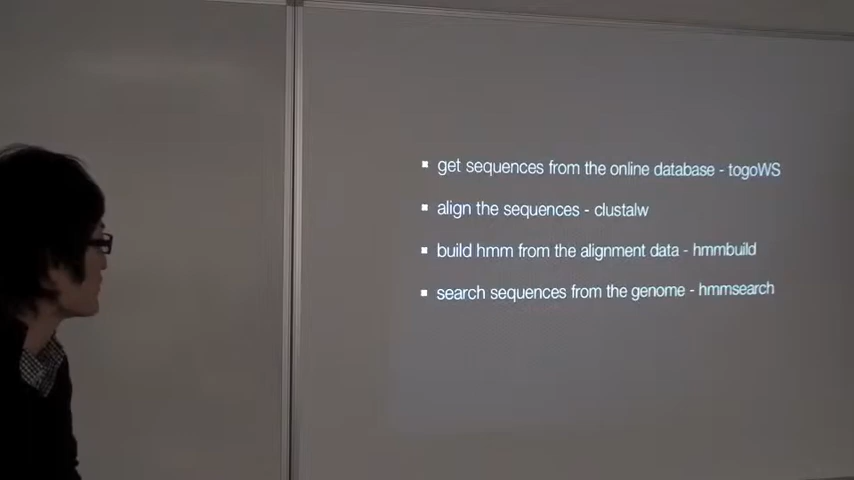 get sequences from the online database - togoWS
align the sequences - clustalw
build hmm from the alignment data - hmmbuild
search sequences from the genome - hmmsearch